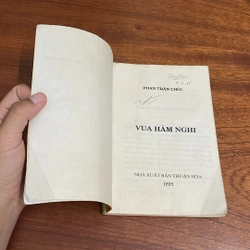 PHAN TRẦN CHÚC
VUA HÀM NGHI
NHÀ XUẤT BẢN THUẬN HÓA
1995